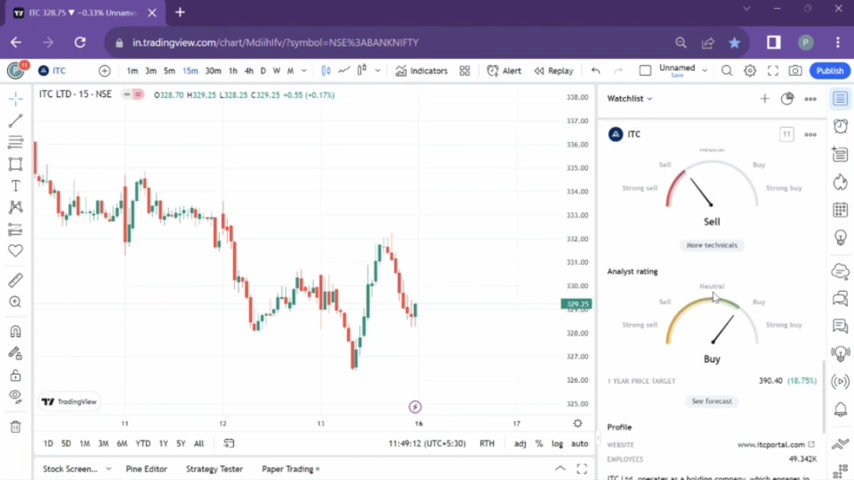 ITC 328.75 ▼ −0.33% Unnam
in.tradingview.com/chart/MdiihIfv/?symbol=NSE%3ABANKNIFTY
P
11
ITC
1m 3m 5m 15m 30m 1h 4h D W M
Indicators
Alert
Replay
Unnamed
Save
Publish
ITC LTD · 15 · NSE
O328.70 H329.25 L328.25 C329.25 +0.55 (+0.17%)
338.00
337.00
336.00
335.00
334.00
333.00
332.00
331.00
330.00
329.25
328.00
327.00
326.00
325.00
TradingView
11 12 13 16 17
1D 5D 1M 3M 6M YTD 1Y 5Y All
11:49:12 (UTC+5:30)
RTH
adj % log auto
Stock Screen...
Pine Editor
Strategy Tester
Paper Trading
Watchlist
ITC
11
Sell
Buy
Strong sell
Strong buy
Sell
More technicals
Analyst rating
Neutral
Sell
Buy
Strong sell
Strong buy
Buy
1 YEAR PRICE TARGET
390.40 (18.75%)
See forecast
Profile
WEBSITE
www.itcportal.com
EMPLOYEES
49.342K
ITC Ltd. operates as a holding company, which engages in